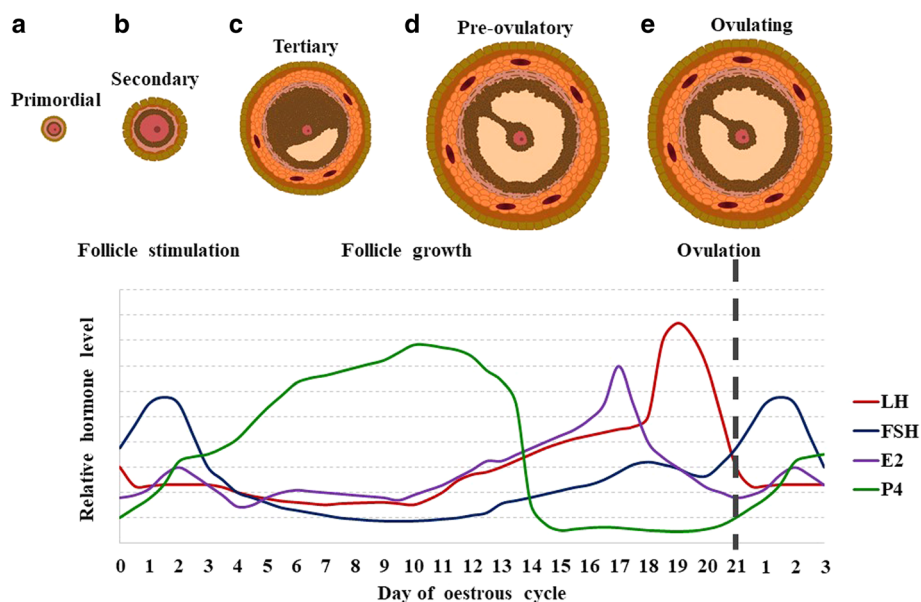 a b c d e
Primordial
Secondary
Tertiary
Pre-ovulatory
Ovulating
Follicle stimulation Follicle growth Ovulation
Relative hormone level
LH
FSH
E2
P4
0 1 2 3 4 5 6 7 8 9 10 11 12 13 14 15 16 17 18 19 20 21 1 2 3
Day of oestrous cycle